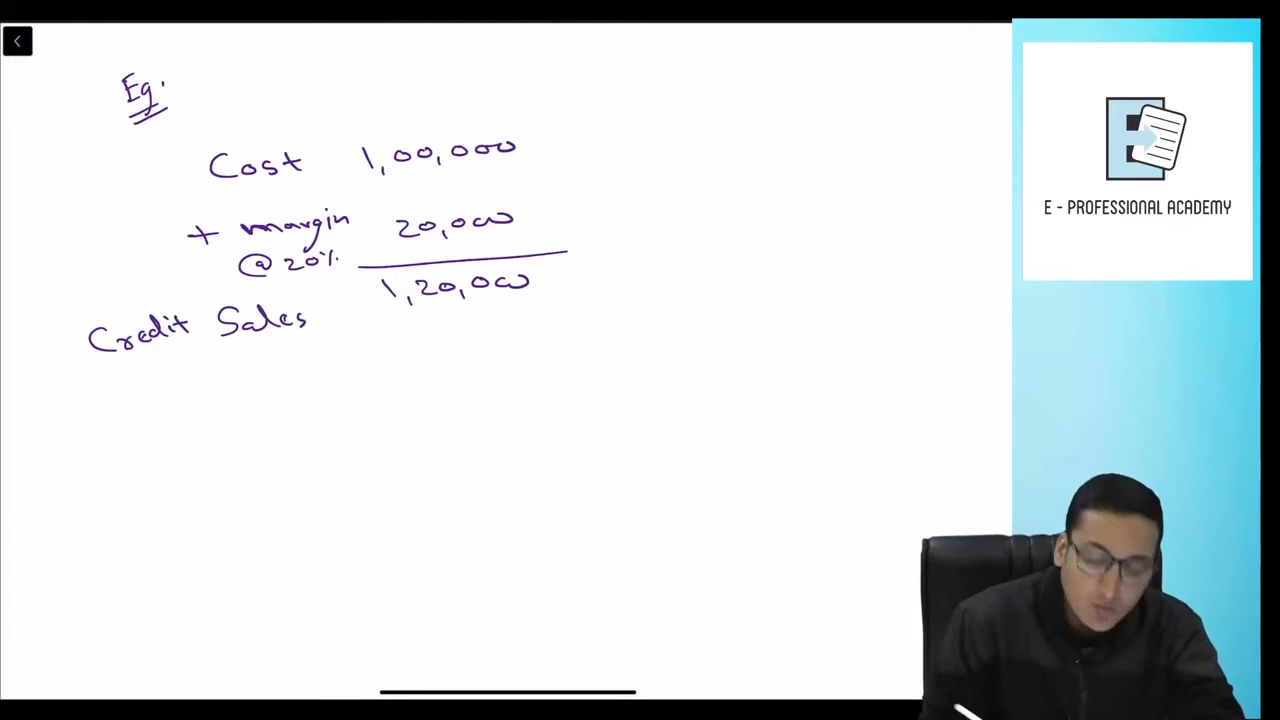 Eg.
Cost 1,00,000
+ margin 20,000
@ 20%
1,20,000
Credit Sales
E - PROFESSIONAL ACADEMY